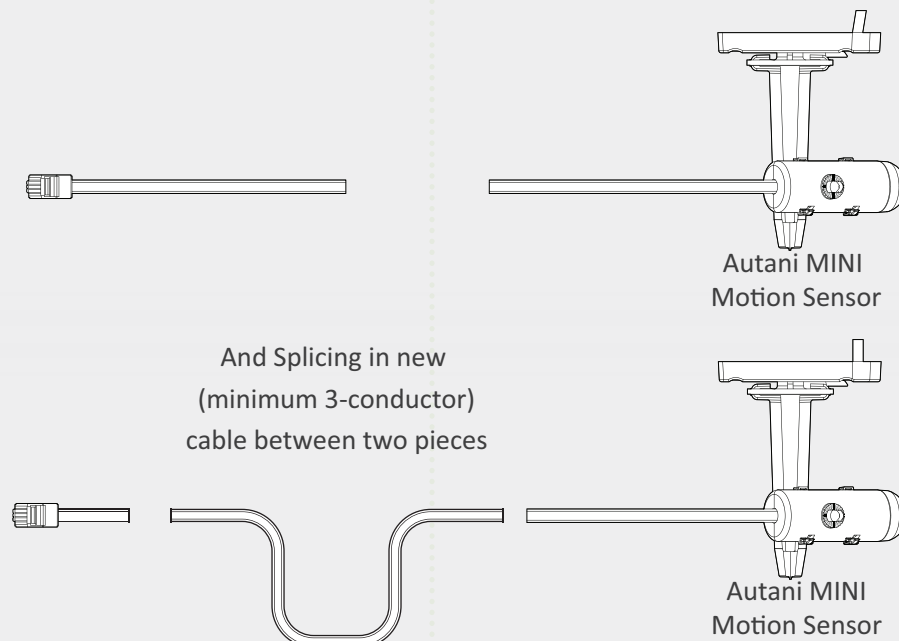 Autani MINI
Motion Sensor
And Splicing in new
(minimum 3-conductor)
cable between two pieces
Autani MINI
Motion Sensor